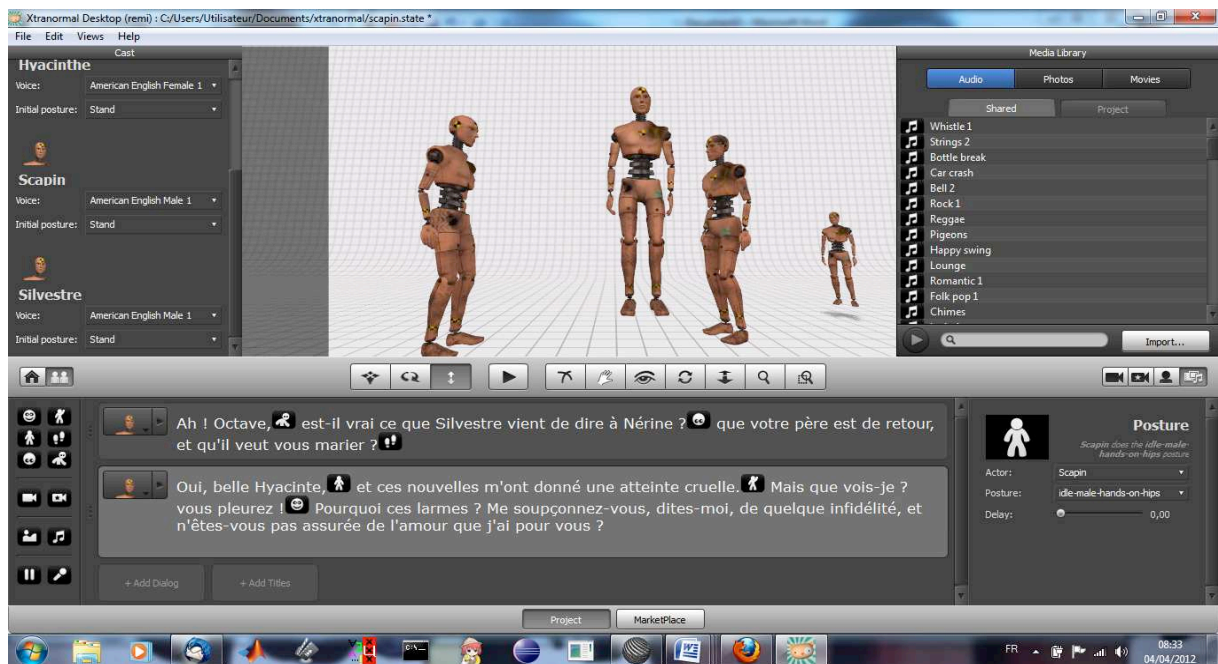 Xtranormal Desktop (remi) : C:/Users/Utilisateur/Documents/xtranormal/scapin.state *
File Edit Views Help
Cast
Hyacinthe
Voice: American English Female 1
Initial posture: Stand
Scapin
Voice: American English Male 1
Initial posture: Stand
Silvestre
Voice: American English Male 1
Initial posture: Stand
Media Library
Audio Photos Movies
Shared Project
Whistle 1
Strings 2
Bottle break
Car crash
Bell 2
Rock 1
Reggae
Pigeons
Happy swing
Lounge
Romantic 1
Folk pop 1
Chimes
Import...
Ah ! Octave, est-il vrai ce que Silvestre vient de dire à Nérine ? que votre père est de retour,
et qu'il veut vous marier ?
Oui, belle Hyacinte, et ces nouvelles m'ont donné une atteinte cruelle. Mais que vois-je ?
vous pleurez ! Pourquoi ces larmes ? Me soupçonnez-vous, dites-moi, de quelque infidélité, et
n'êtes-vous pas assurée de l'amour que j'ai pour vous ?
+ Add Dialog + Add Titles
Posture
Scapin does the idle-male-
hands-on-hips posture
Actor: Scapin
Posture: idle-male-hands-on-hips
Delay: 0,00
Project MarketPlace
FR
08:33
04/04/2012